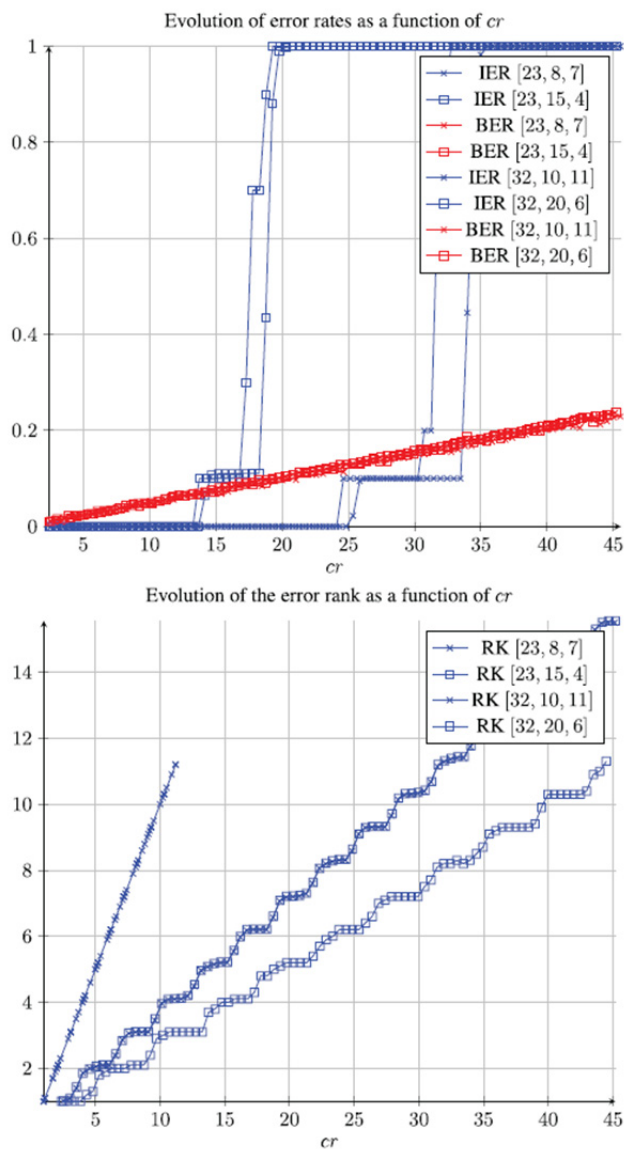 Evolution of error rates as a function of cr
1
0.8
0.6
0.4
0.2
0
IER [23, 8, 7]
IER [23, 15, 4]
BER [23, 8, 7]
BER [23, 15, 4]
IER [32, 10, 11]
IER [32, 20, 6]
BER [32, 10, 11]
BER [32, 20, 6]
5 10 15 20 25 30 35 40 45
cr
Evolution of the error rank as a function of cr
14
12
10
8
6
4
2
RK [23, 8, 7]
RK [23, 15, 4]
RK [32, 10, 11]
RK [32, 20, 6]
5 10 15 20 25 30 35 40 45
cr